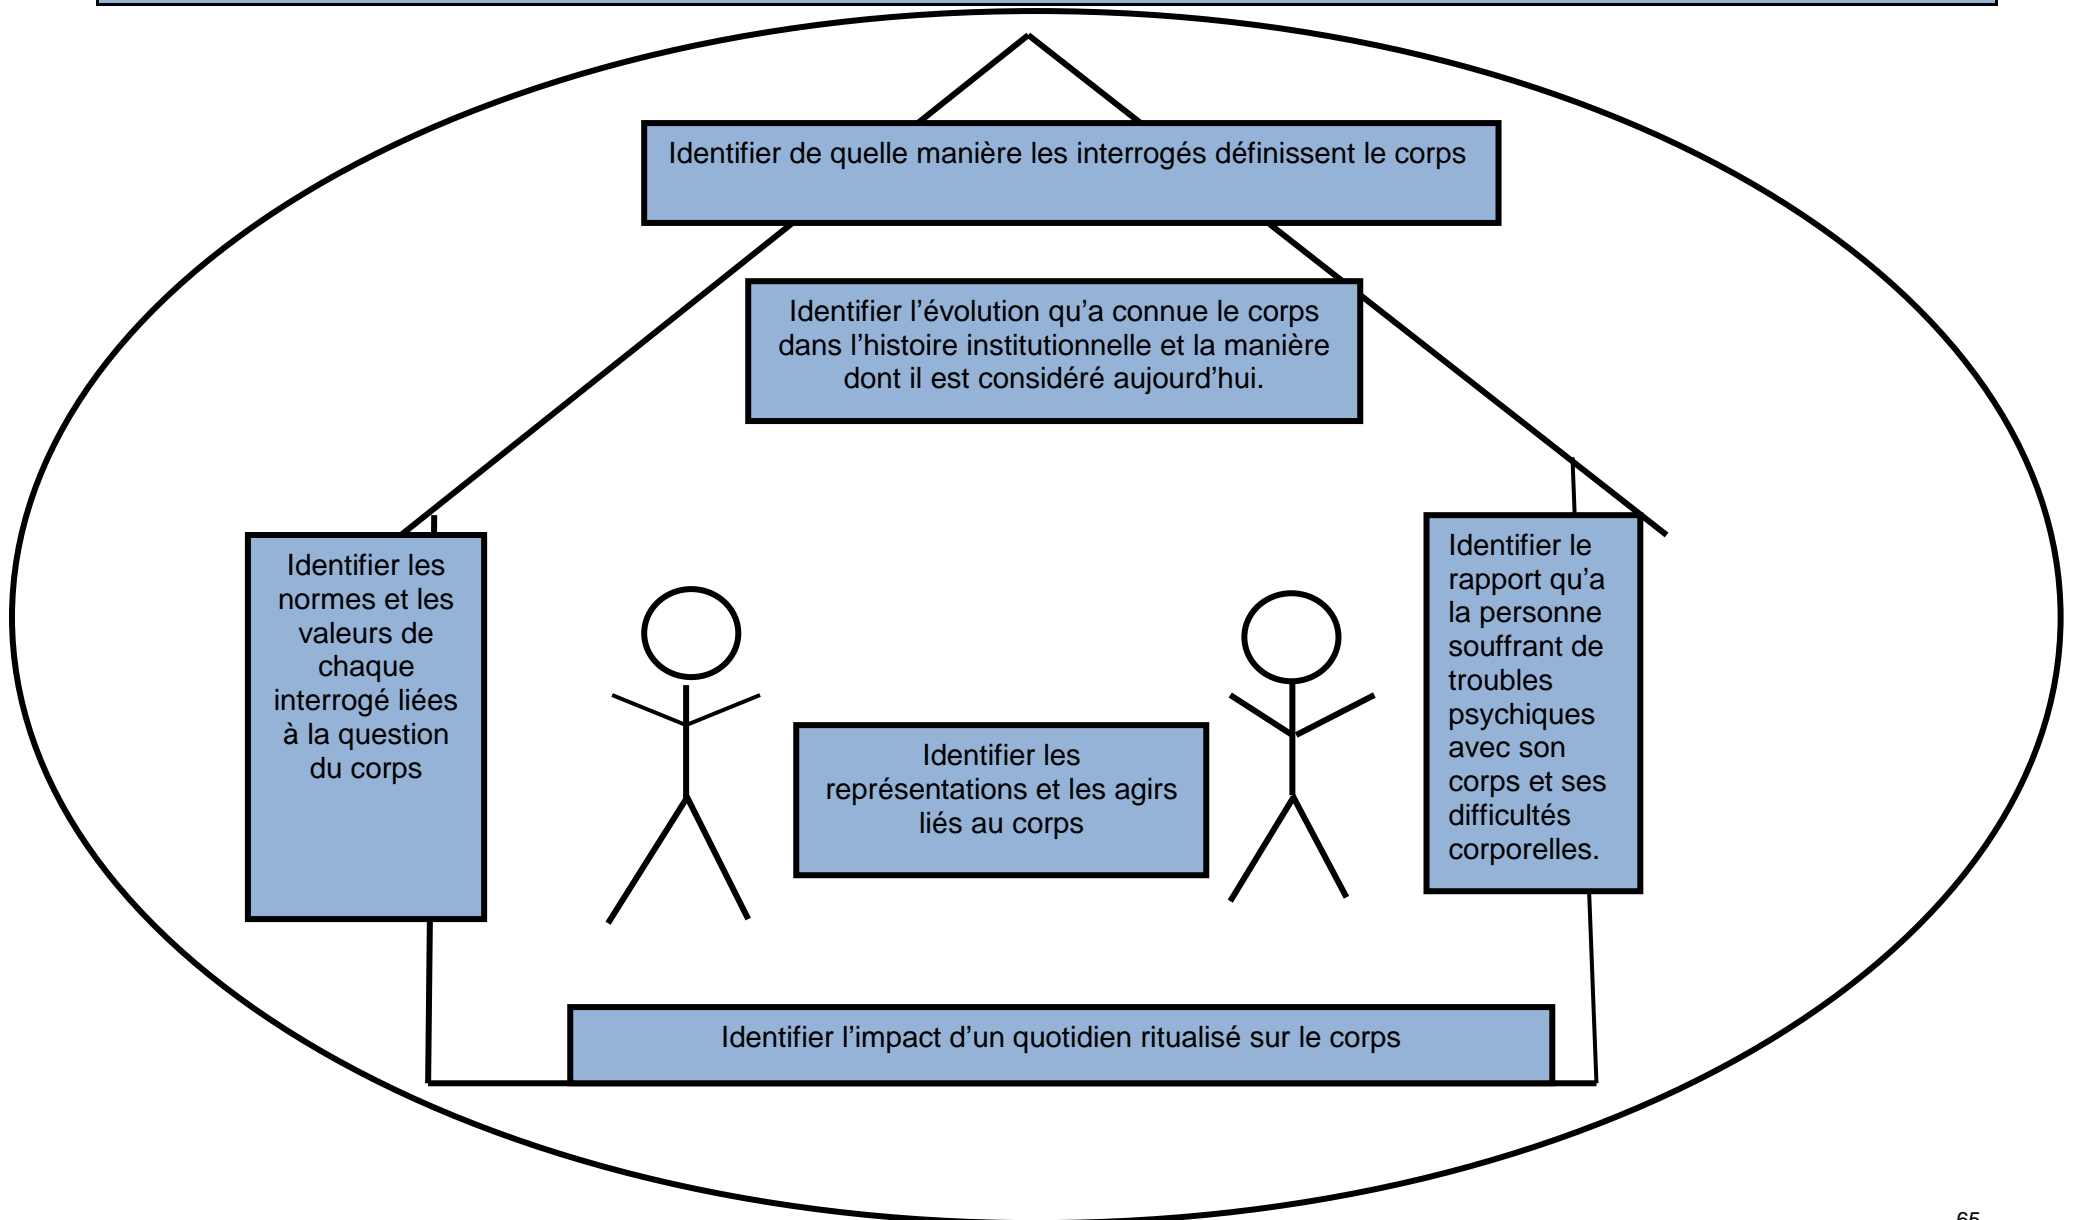 Identifier de quelle manière les interrogés définissent le corps
Identifier l’évolution qu’a connue le corps
dans l’histoire institutionnelle et la manière
dont il est considéré aujourd’hui.
Identifier les
normes et les
valeurs de
chaque
interrogé liées
à la question
du corps
Identifier les
représentations et les agirs
liés au corps
Identifier le
rapport qu’a
la personne
souffrant de
troubles
psychiques
avec son
corps et ses
difficultés
corporelles.
Identifier l’impact d’un quotidien ritualisé sur le corps
65